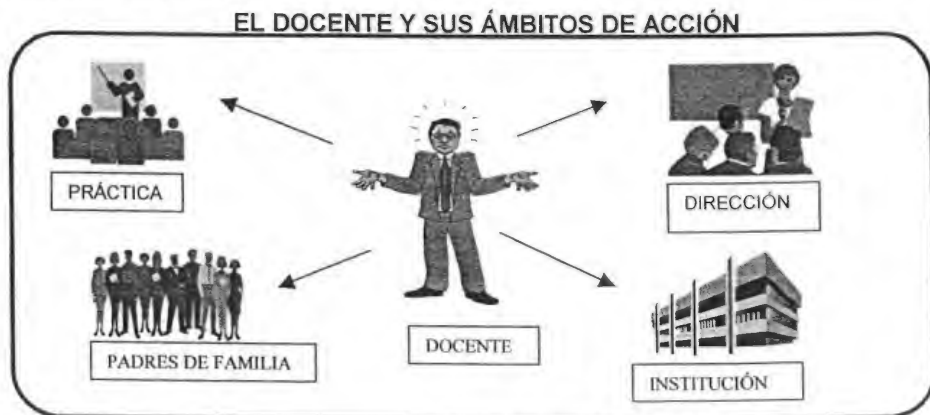 EL DOCENTE Y SUS ÁMBITOS DE ACCIÓN
PRÁCTICA
DIRECCIÓN
PADRES DE FAMILIA
DOCENTE
INSTITUCIÓN